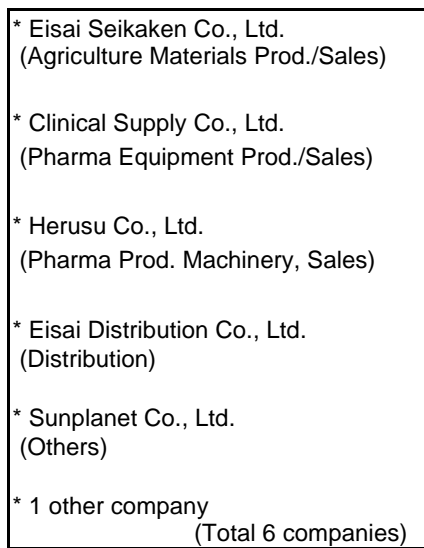 * Eisai Seikaken Co., Ltd.
(Agriculture Materials Prod./Sales)
* Clinical Supply Co., Ltd.
(Pharma Equipment Prod./Sales)
* Herusu Co., Ltd.
(Pharma Prod. Machinery, Sales)
* Eisai Distribution Co., Ltd.
(Distribution)
* Sunplanet Co., Ltd.
(Others)
* 1 other company
(Total 6 companies)